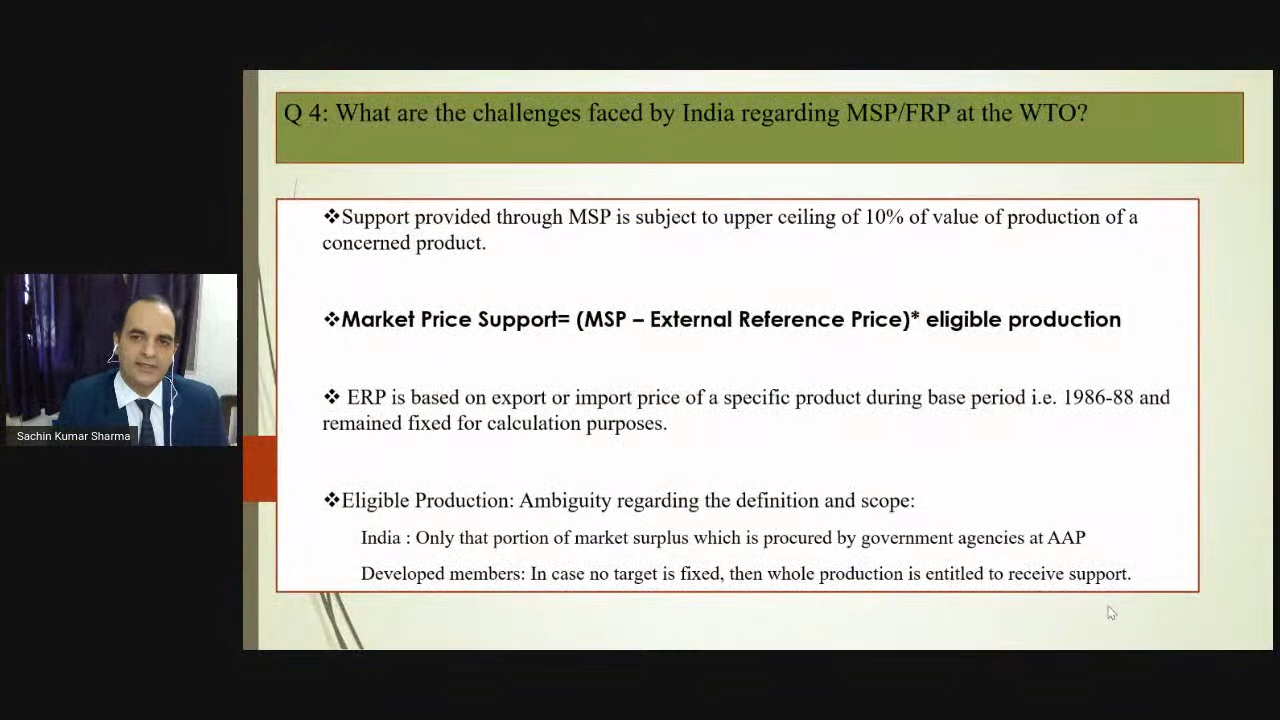 Q 4: What are the challenges faced by India regarding MSP/FRP at the WTO?
❖Support provided through MSP is subject to upper ceiling of 10% of value of production of a
concerned product.
❖Market Price Support= (MSP – External Reference Price)* eligible production
❖ ERP is based on export or import price of a specific product during base period i.e. 1986-88 and
remained fixed for calculation purposes.
❖Eligible Production: Ambiguity regarding the definition and scope:
India : Only that portion of market surplus which is procured by government agencies at AAP
Developed members: In case no target is fixed, then whole production is entitled to receive support.
Sachin Kumar Sharma